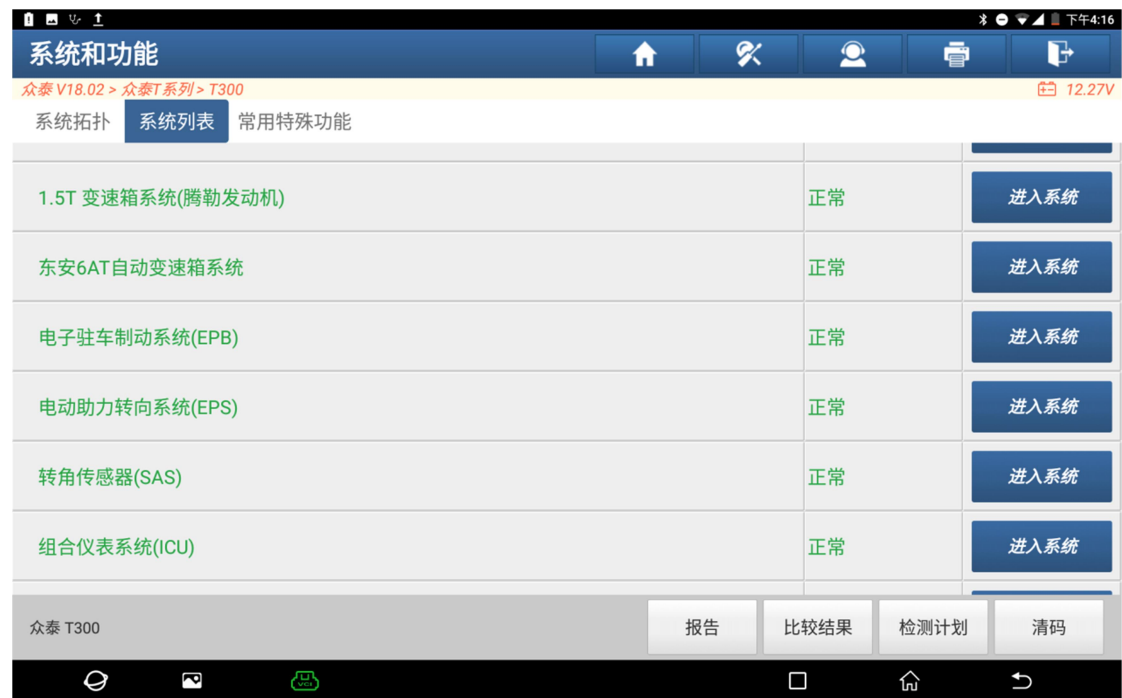 下午4:16
系统和功能
众泰 V18.02 > 众泰T系列 > T300
12.27V
系统拓扑 系统列表 常用特殊功能
1.5T 变速箱系统(腾勒发动机) 正常 进入系统
东安6AT自动变速箱系统 正常 进入系统
电子驻车制动系统(EPB) 正常 进入系统
电动助力转向系统(EPS) 正常 进入系统
转角传感器(SAS) 正常 进入系统
组合仪表系统(ICU) 正常 进入系统
众泰 T300 报告 比较结果 检测计划 清码
VCI